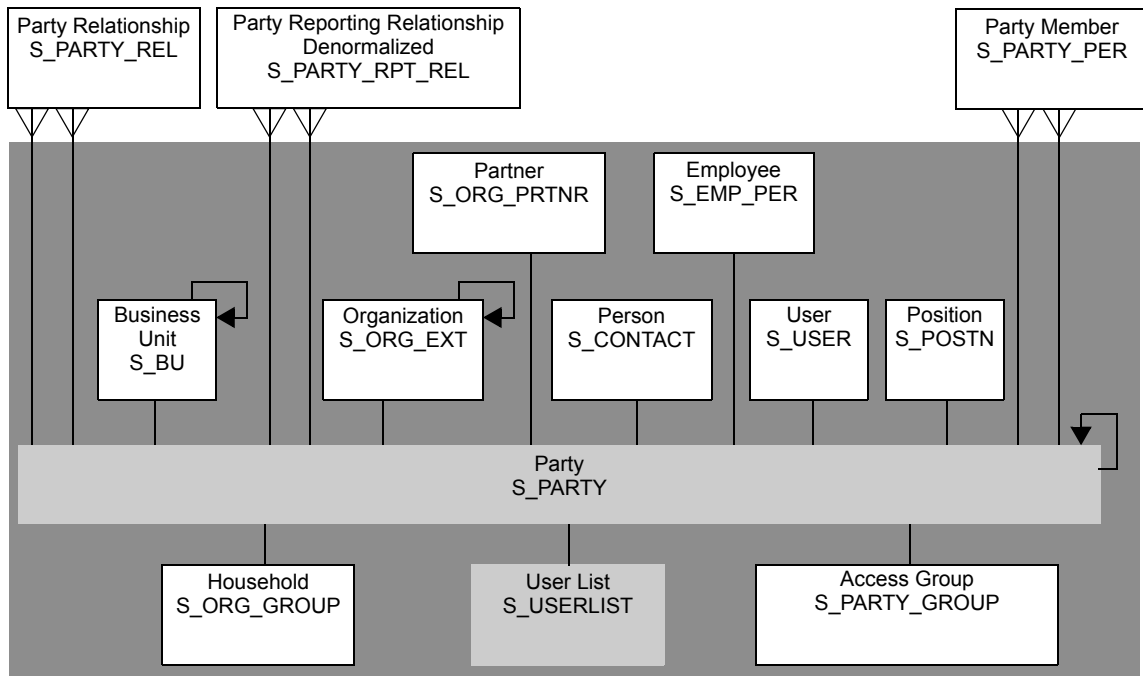 Party Relationship
S_PARTY_REL
Party Reporting Relationship
Denormalized
S_PARTY_RPT_REL
Party Member
S_PARTY_PER
Partner
S_ORG_PRTNR
Employee
S_EMP_PER
Business
Unit
S_BU
Organization
S_ORG_EXT
Person
S_CONTACT
User
S_USER
Position
S_POSTN
Party
S_PARTY
Household
S_ORG_GROUP
User List
S_USERLIST
Access Group
S_PARTY_GROUP